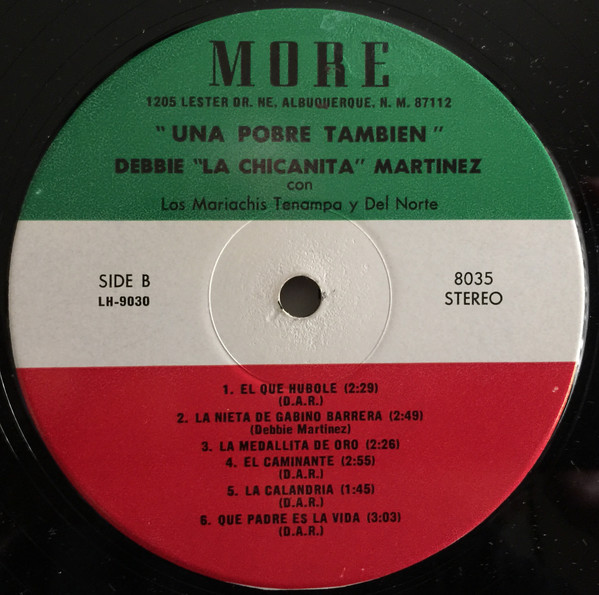 MORE
1205 LESTER DR. NE, ALBUQUERQUE, N. M. 87112
"UNA POBRE TAMBIEN"
DEBBIE "LA CHICANITA" MARTINEZ
con
Los Mariachis Tenampa y Del Norte
SIDE B
LH-9030
8035
STEREO
1. EL QUE HUBOLE (2:29)
(D.A.R.)
2. LA NIETA DE GABINO BARRERA (2:49)
(Debbie Martinez)
3. LA MEDALLITA DE ORO (2:26)
4. EL CAMINANTE (2:55)
(D.A.R.)
5. LA CALANDRIA (1:45)
(D.A.R.)
6. QUE PADRE ES LA VIDA (3:03)
(D.A.R.)